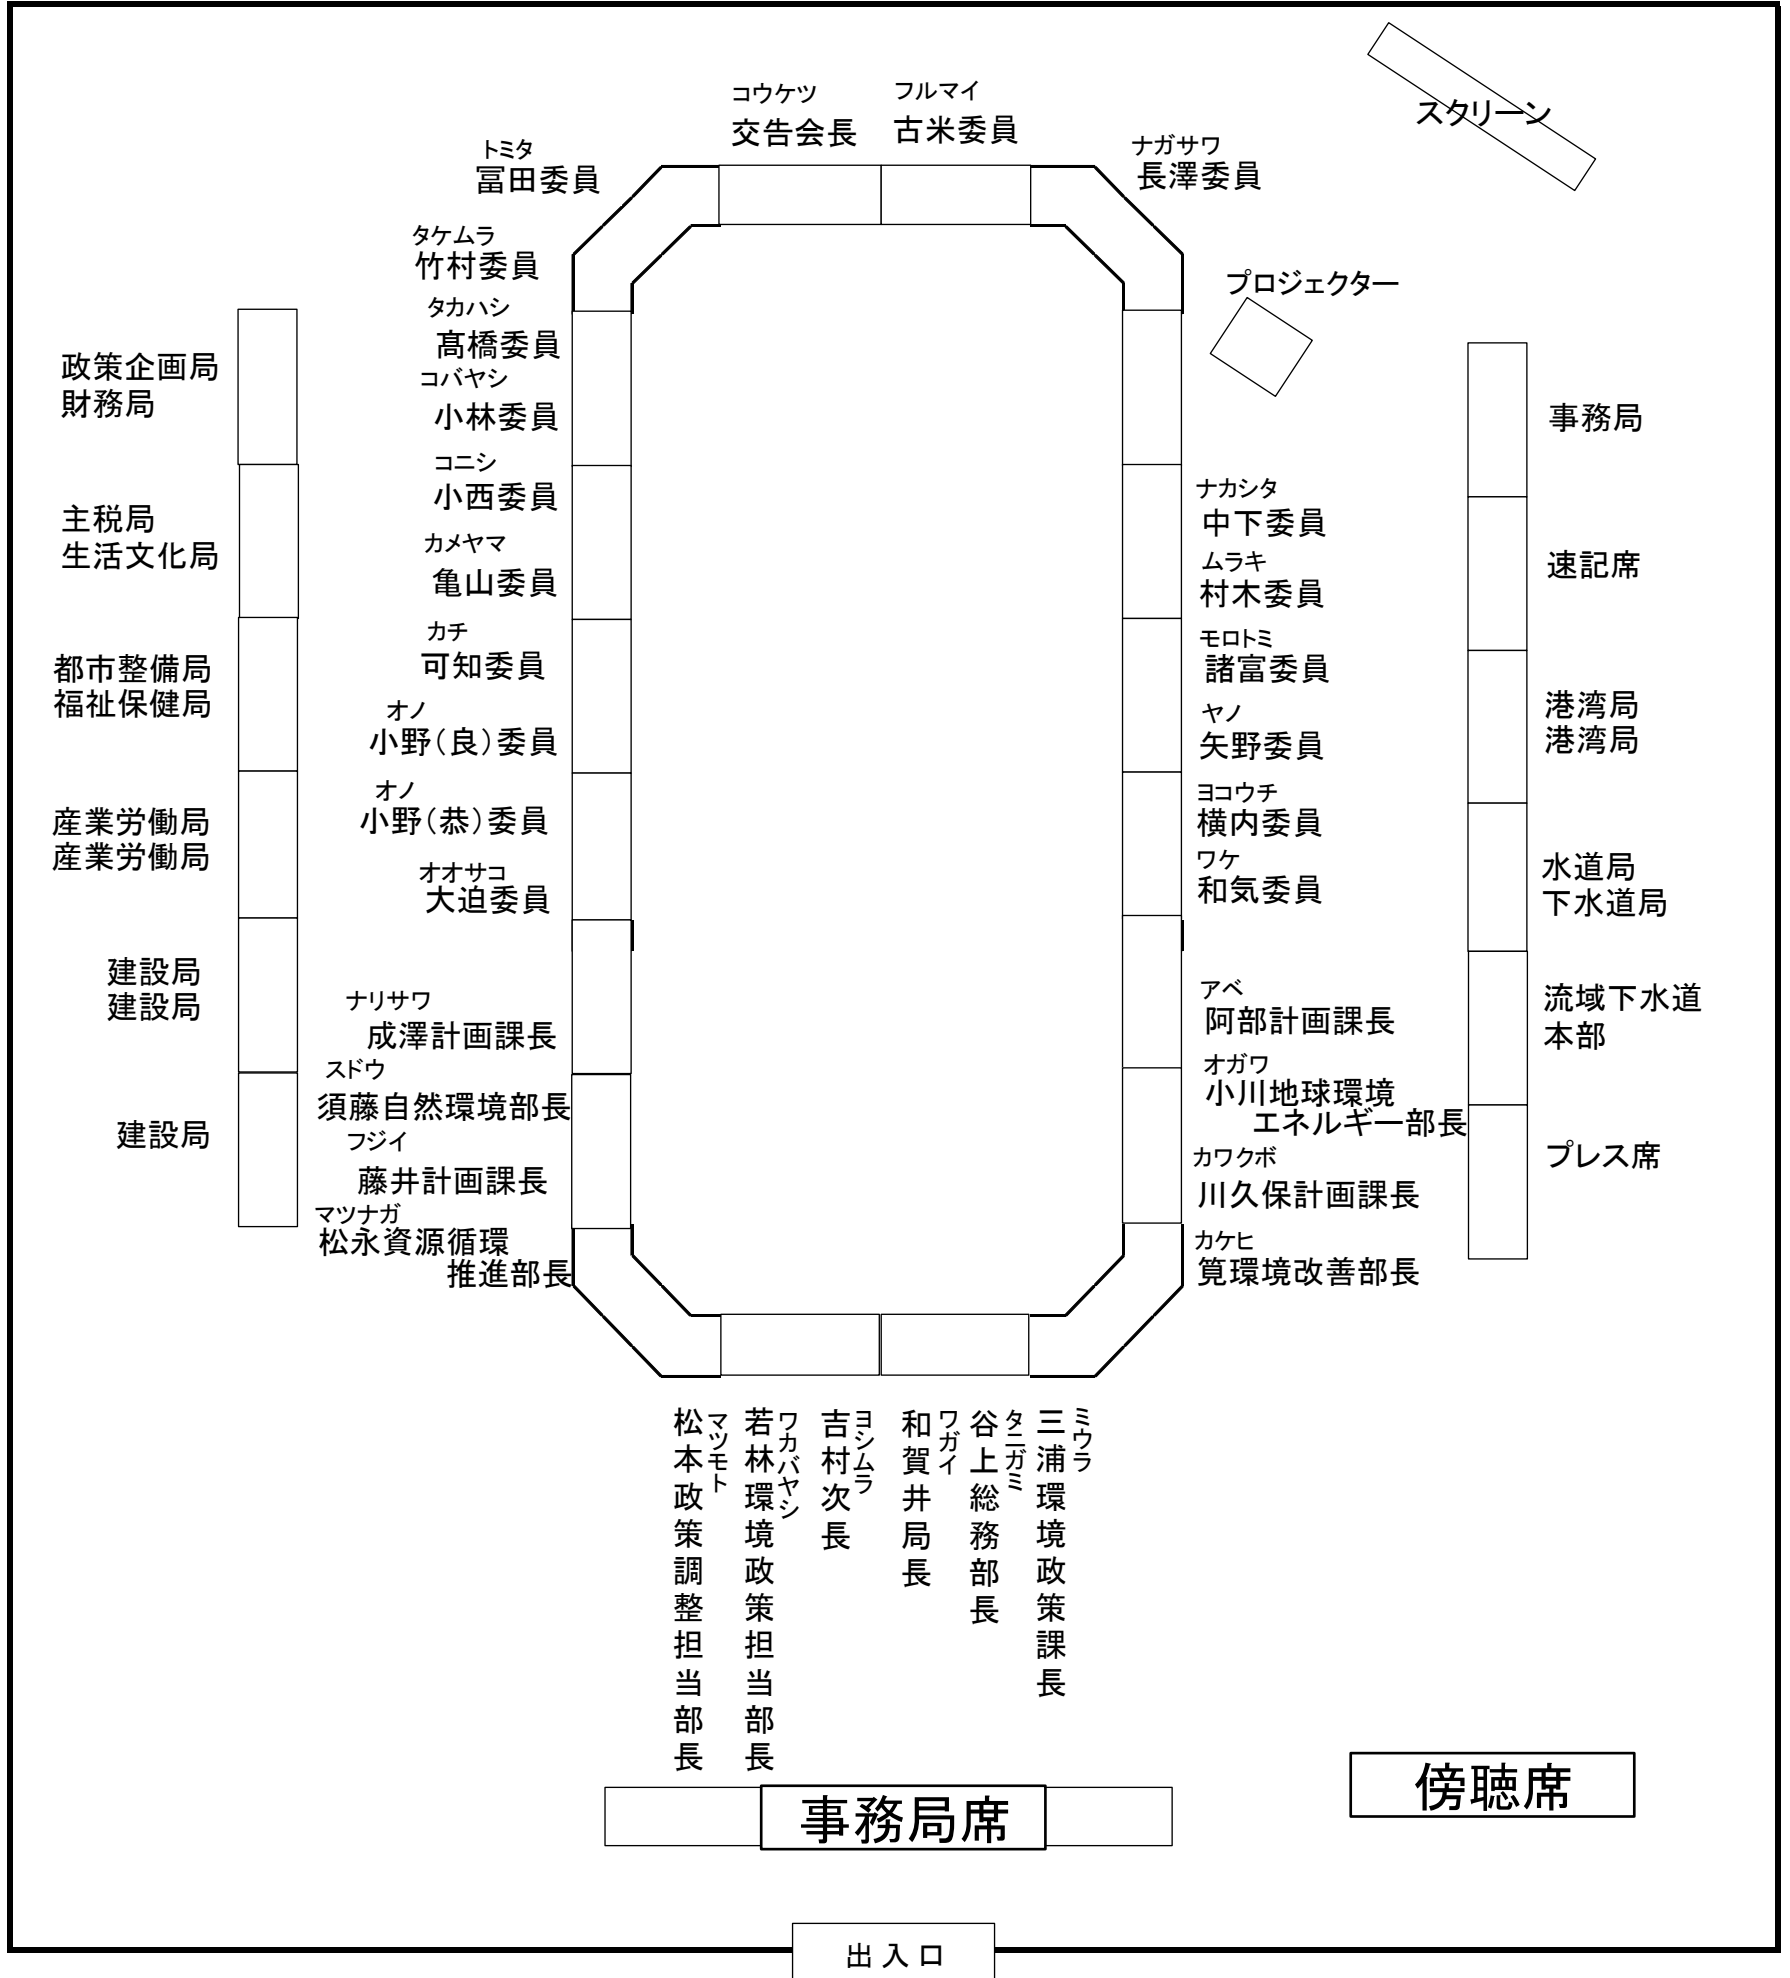 スクリーン
コウケツ
交告会長
フルマイ
古米委員
トミタ
冨田委員
ナガサワ
長澤委員
タケムラ
竹村委員
プロジェクター
タカハシ
髙橋委員
コバヤシ
小林委員
コニシ
小西委員
カメヤマ
亀山委員
カチ
可知委員
オノ
小野(良)委員
オノ
小野(恭)委員
オオサコ
大迫委員
ナリサワ
成澤計画課長
スドウ
須藤自然環境部長
フジイ
藤井計画課長
マツナガ
松永資源循環
推進部長
政策企画局
財務局
主税局
生活文化局
都市整備局
福祉保健局
産業労働局
産業労働局
建設局
建設局
建設局
ナカシタ
中下委員
ムラキ
村木委員
モロトミ
諸富委員
ヤノ
矢野委員
ヨコウチ
横内委員
ワケ
和気委員
アベ
阿部計画課長
オガワ
小川地球環境
エネルギー部長
カワクボ
川久保計画課長
カケヒ
筧環境改善部長
事務局
速記席
港湾局
港湾局
水道局
下水道局
流域下水道
本部
プレス席
マツモト
松本政策調整担当部長
ワカバヤシ
若林環境政策担当部長
ヨシムラ
吉村次長
ワガイ
和賀井局長
タニガミ
谷上総務部長
ミウラ
三浦環境政策課長
傍聴席
事務局席
出入口